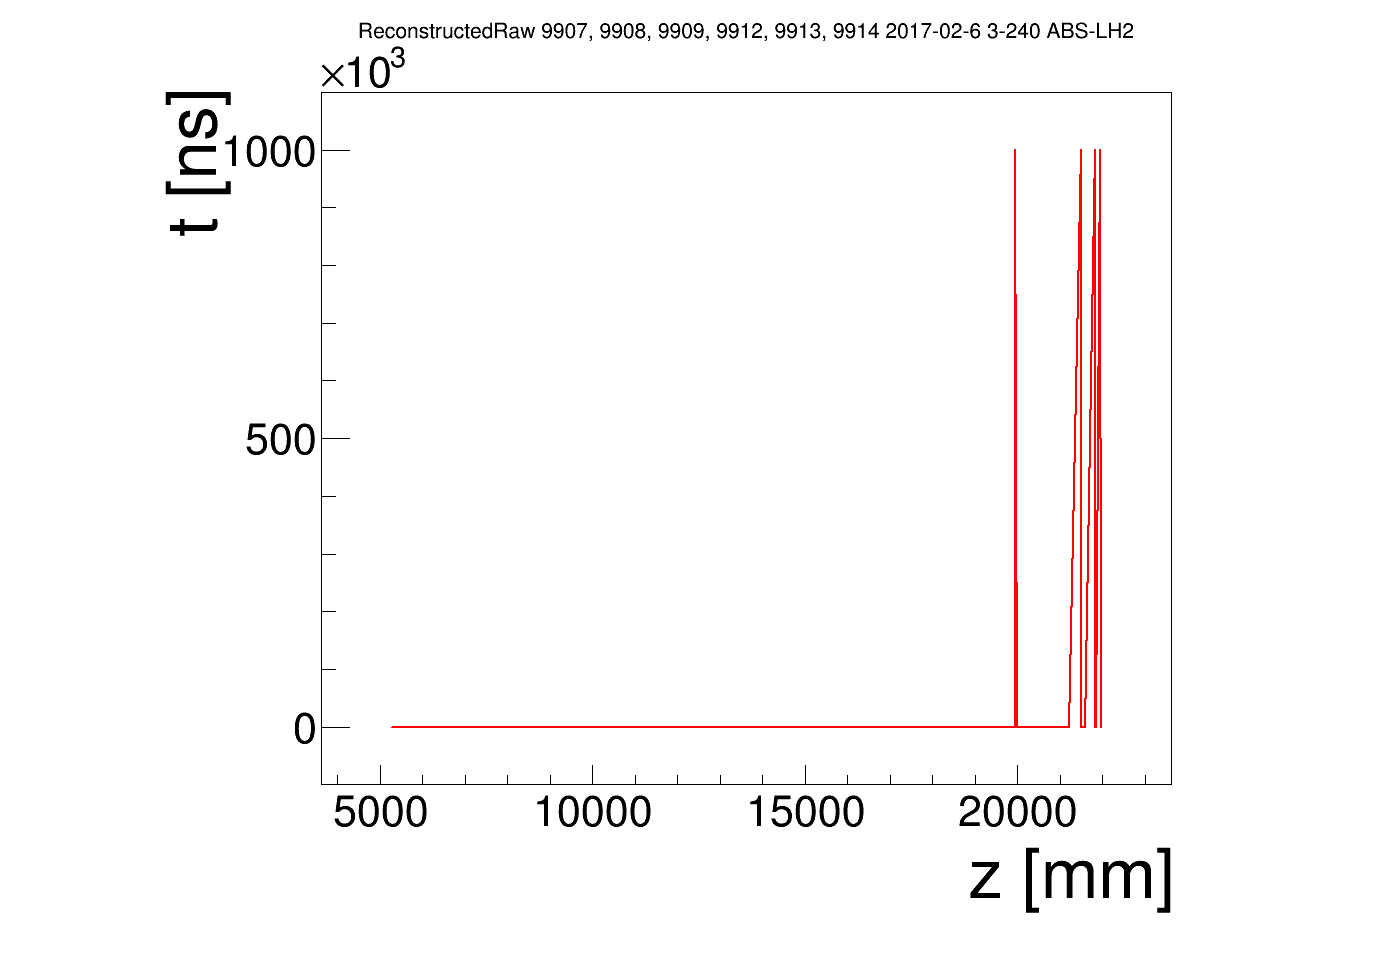 ReconstructedRaw 9907, 9908, 9909, 9912, 9913, 9914 2017-02-6 3-240 ABS-LH2
×10³
t [ns]
1000
500
0
5000 10000 15000 20000
z [mm]